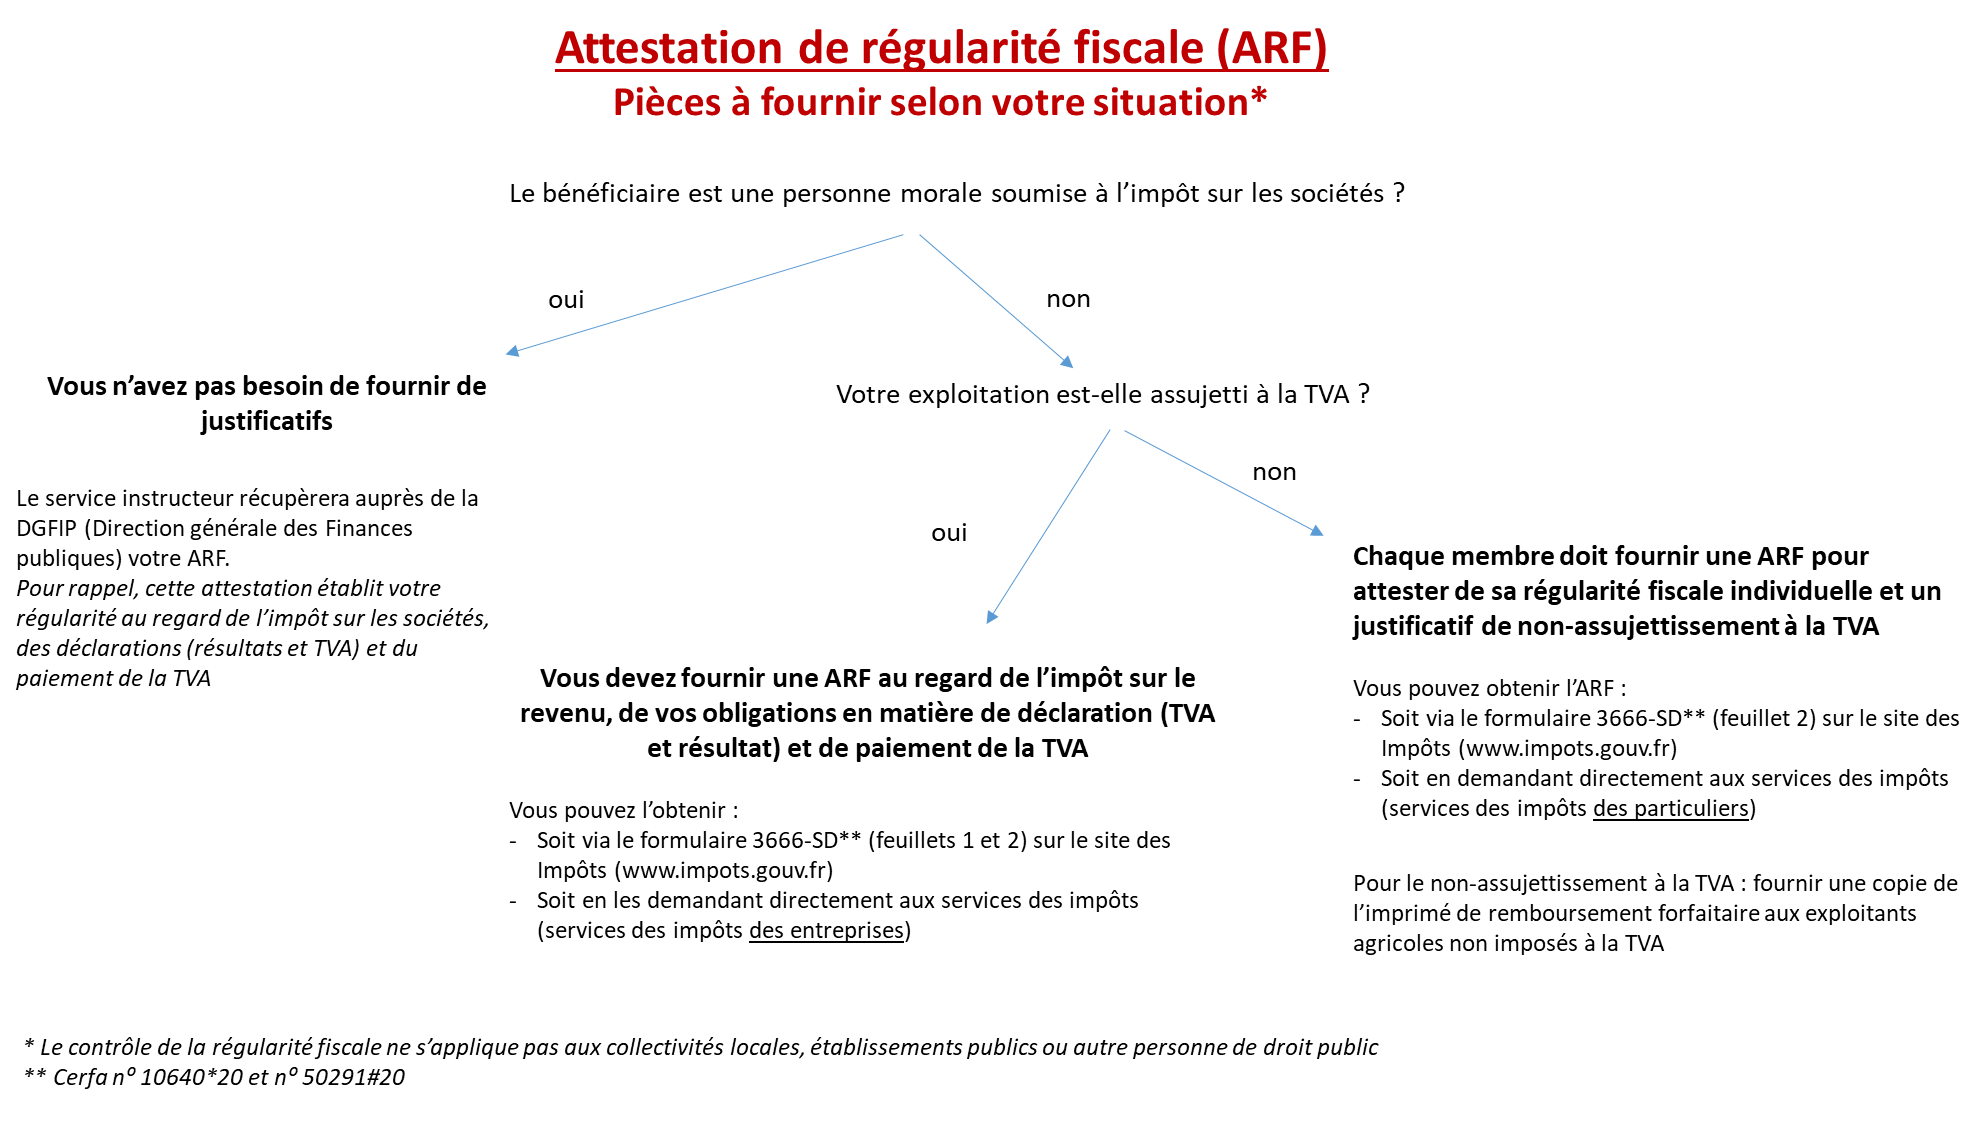 Attestation de régularité fiscale (ARF)
Pièces à fournir selon votre situation*
Le bénéficiaire est une personne morale soumise à l’impôt sur les sociétés ?
oui
non
Vous n’avez pas besoin de fournir de
justificatifs
Le service instructeur récupèrera auprès de la
DGFIP (Direction générale des Finances
publiques) votre ARF.
Pour rappel, cette attestation établit votre
régularité au regard de l’impôt sur les sociétés,
des déclarations (résultats et TVA) et du
paiement de la TVA
Votre exploitation est-elle assujetti à la TVA ?
oui
non
Vous devez fournir une ARF au regard de l’impôt sur le
revenu, de vos obligations en matière de déclaration (TVA
et résultat) et de paiement de la TVA
Vous pouvez l’obtenir :
- Soit via le formulaire 3666-SD** (feuillets 1 et 2) sur le site des
Impôts (www.impots.gouv.fr)
- Soit en les demandant directement aux services des impôts
(services des impôts des entreprises)
Chaque membre doit fournir une ARF pour
attester de sa régularité fiscale individuelle et un
justificatif de non-assujettissement à la TVA
Vous pouvez obtenir l’ARF :
- Soit via le formulaire 3666-SD** (feuillet 2) sur le site des
Impôts (www.impots.gouv.fr)
- Soit en demandant directement aux services des impôts
(services des impôts des particuliers)
Pour le non-assujettissement à la TVA : fournir une copie de
l’imprimé de remboursement forfaitaire aux exploitants
agricoles non imposés à la TVA
* Le contrôle de la régularité fiscale ne s’applique pas aux collectivités locales, établissements publics ou autre personne de droit public
** Cerfa nº 10640*20 et nº 50291#20